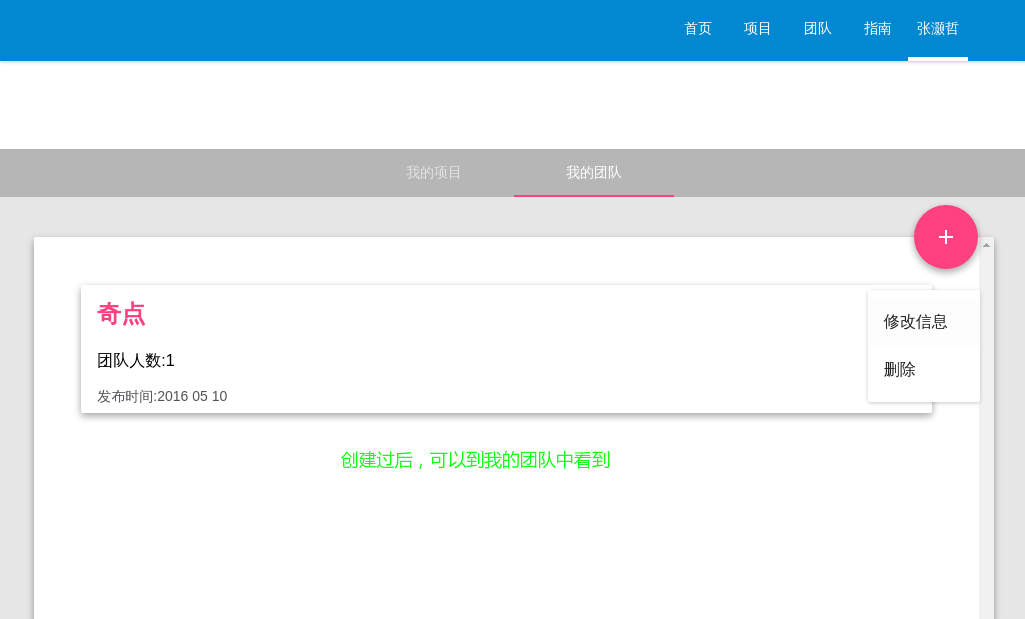 首页 项目 团队 指南 张灏哲
我的项目 我的团队
奇点
团队人数:1
发布时间:2016 05 10
修改信息
删除
创建过后，可以到我的团队中看到